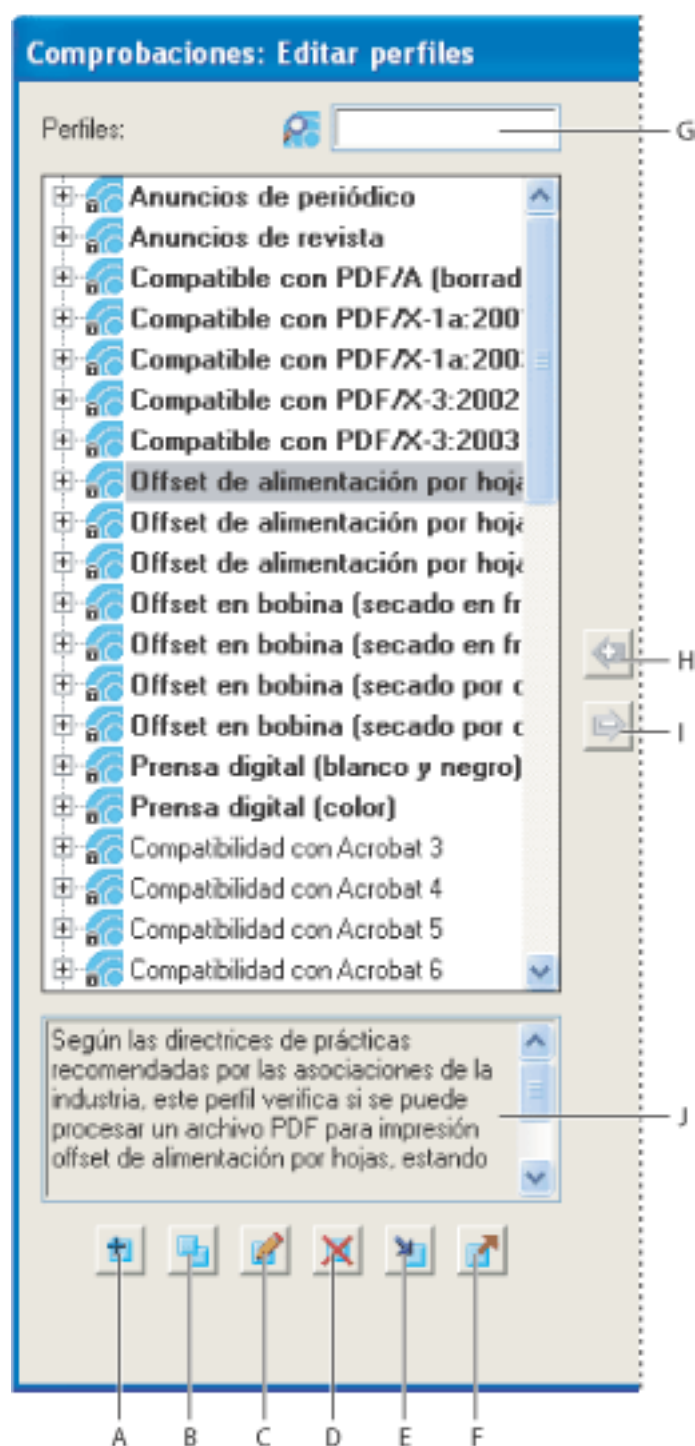 Comprobaciones: Editar perfiles
Perfiles:
G
Anuncios de periódico
Anuncios de revista
Compatible con PDF/A (borrad
Compatible con PDF/X-1a:200
Compatible con PDF/X-1a:200
Compatible con PDF/X-3:2002
Compatible con PDF/X-3:2003
Offset de alimentación por hoja
Offset de alimentación por hoja
Offset de alimentación por hoja
Offset en bobina (secado en fr
Offset en bobina (secado en fr
H
Offset en bobina (secado por c
Offset en bobina (secado por c
I
Prensa digital (blanco y negro)
Prensa digital (color)
Compatibilidad con Acrobat 3
Compatibilidad con Acrobat 4
Compatibilidad con Acrobat 5
Compatibilidad con Acrobat 6
Según las directrices de prácticas
recomendadas por las asociaciones de la
industria, este perfil verifica si se puede
procesar un archivo PDF para impresión
offset de alimentación por hojas, estando
J
A B C D E F